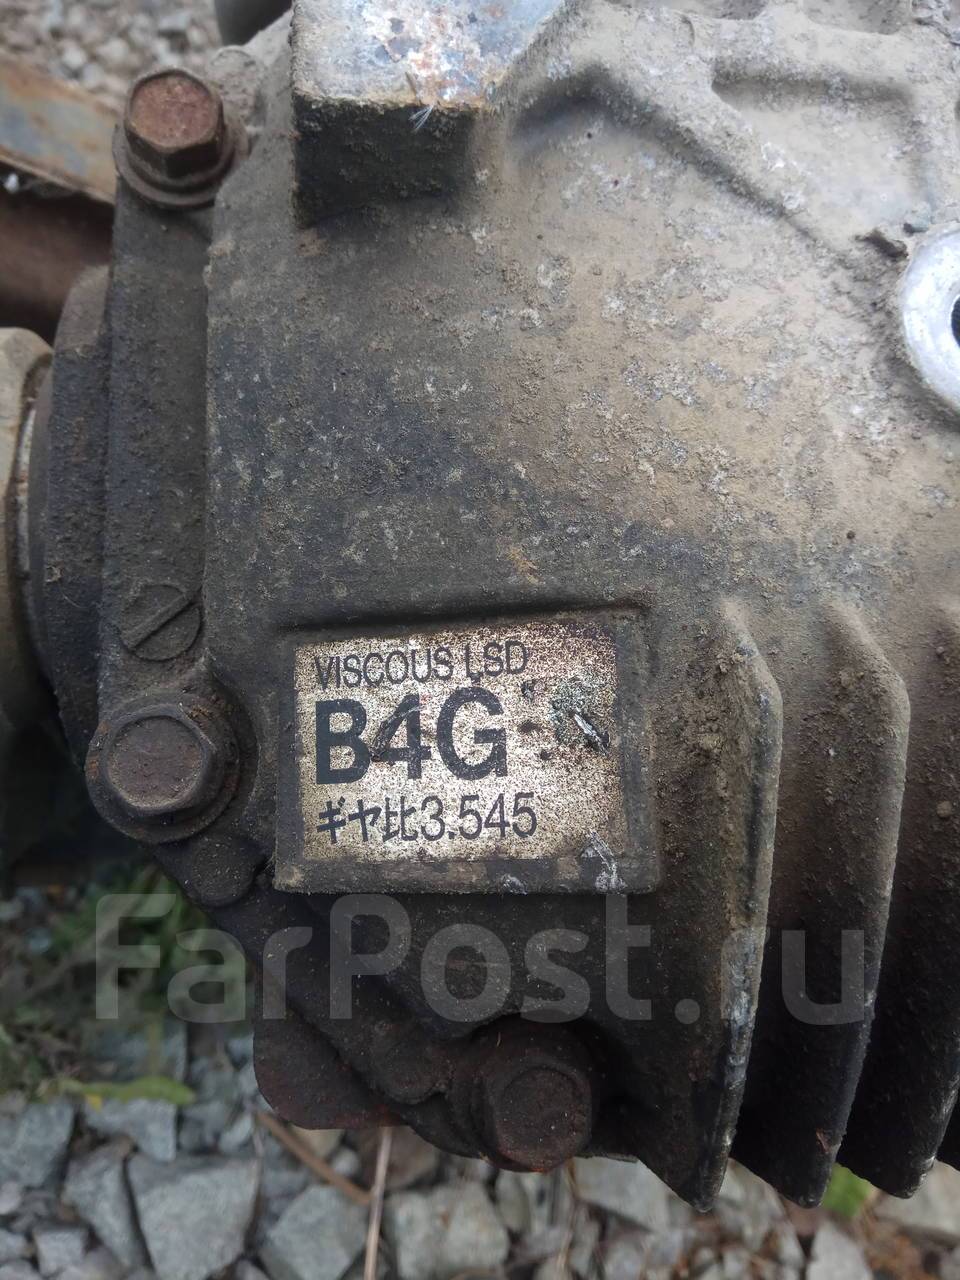 VISCOUS LSD
B4G
ギヤ比3.545
FarPost.ru